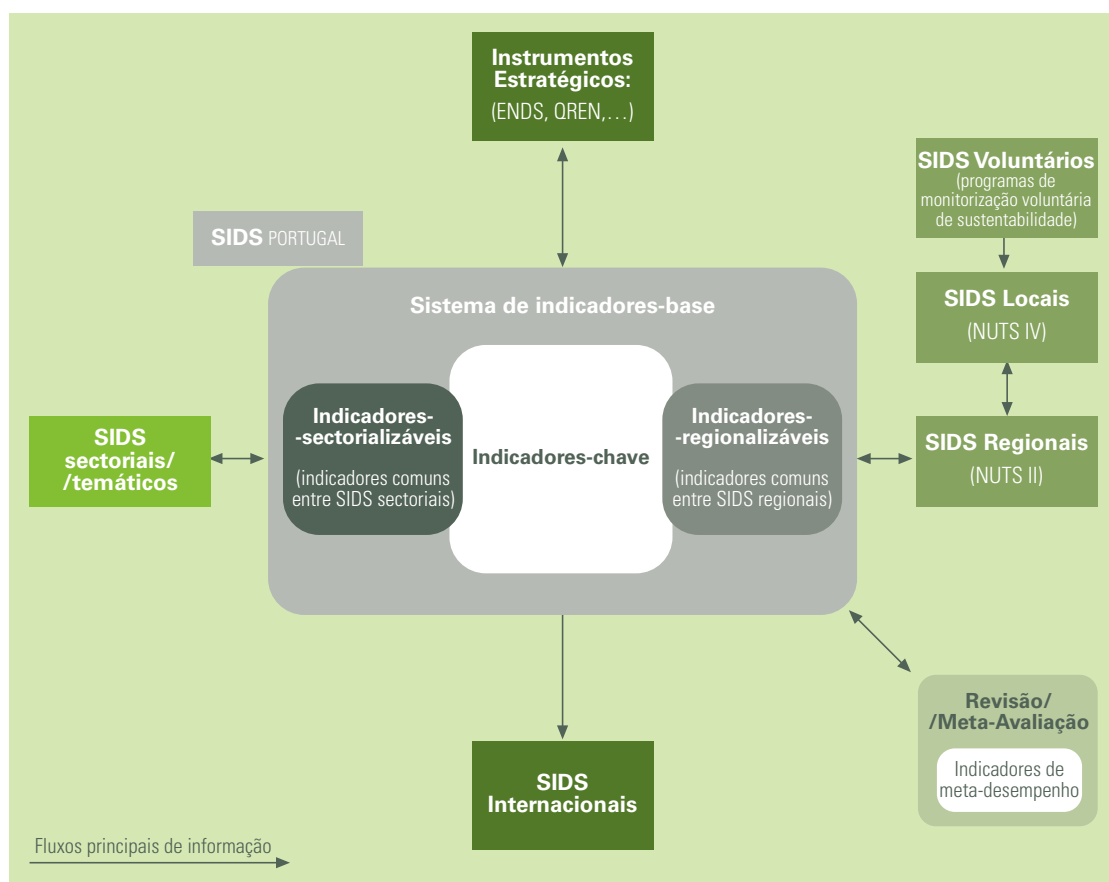 Instrumentos
Estratégicos:
(ENDS, QREN,…)
SIDS Voluntários
(programas de
monitorização voluntária
de sustentabilidade)
SIDS PORTUGAL
SIDS Locais
(NUTS IV)
Sistema de indicadores-base
SIDS
sectoriais/
/temáticos
Indicadores-
-sectorializáveis
(indicadores comuns
entre SIDS sectoriais)
Indicadores-chave
Indicadores-
-regionalizáveis
(indicadores comuns
entre SIDS regionais)
SIDS Regionais
(NUTS II)
SIDS
Internacionais
Revisão/
/Meta-Avaliação
Indicadores de
meta-desempenho
Fluxos principais de informação